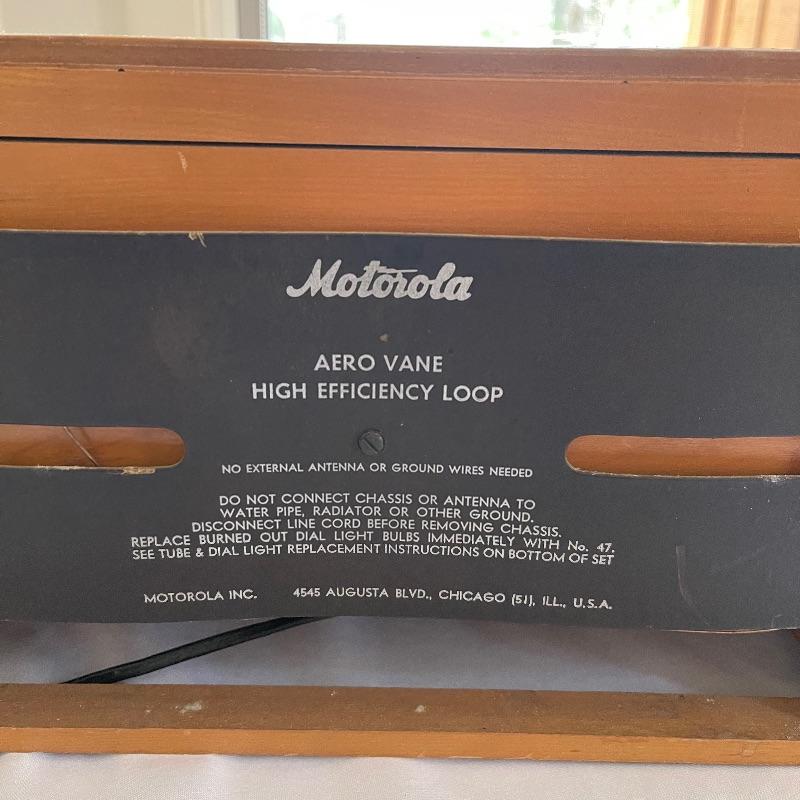 Motorola
AERO VANE
HIGH EFFICIENCY LOOP
NO EXTERNAL ANTENNA OR GROUND WIRES NEEDED
DO NOT CONNECT CHASSIS OR ANTENNA TO
WATER PIPE, RADIATOR OR OTHER GROUND.
DISCONNECT LINE CORD BEFORE REMOVING CHASSIS.
REPLACE BURNED OUT DIAL LIGHT BULBS IMMEDIATELY WITH No. 47.
SEE TUBE & DIAL LIGHT REPLACEMENT INSTRUCTIONS ON BOTTOM OF SET
MOTOROLA INC. 4545 AUGUSTA BLVD., CHICAGO (51), ILL., U.S.A.